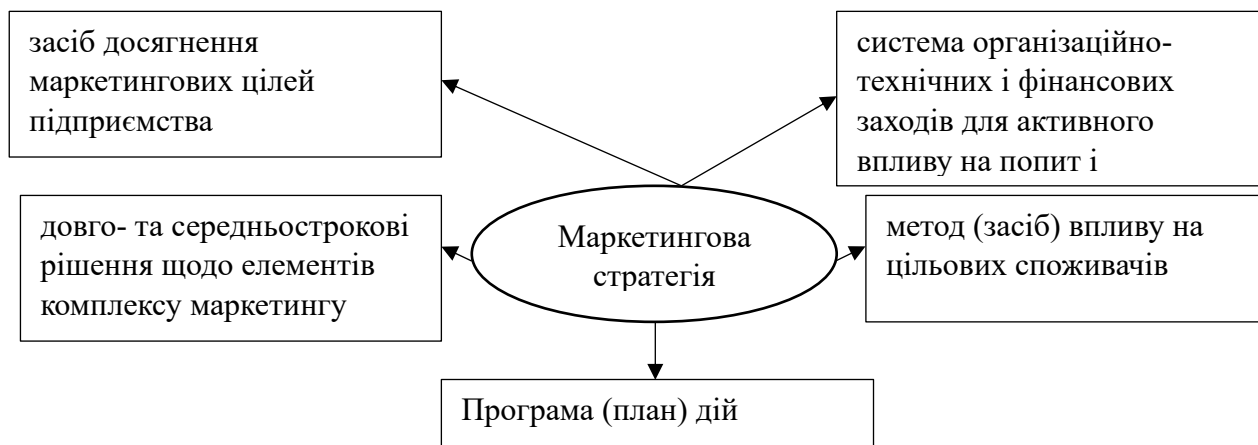 засіб досягнення
маркетингових цілей
підприємства
система організаційно-
технічних і фінансових
заходів для активного
впливу на попит і
довго- та середньострокові
рішення щодо елементів
комплексу маркетингу
Маркетингова
стратегія
метод (засіб) впливу на
цільових споживачів
Програма (план) дій